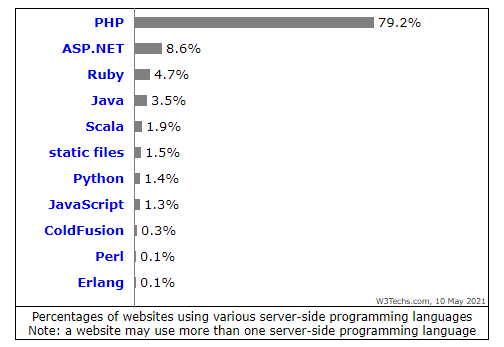 PHP 79.2%
ASP.NET 8.6%
Ruby 4.7%
Java 3.5%
Scala 1.9%
static files 1.5%
Python 1.4%
JavaScript 1.3%
ColdFusion 0.3%
Perl 0.1%
Erlang 0.1%
W3Techs.com, 10 May 2021
Percentages of websites using various server-side programming languages
Note: a website may use more than one server-side programming language